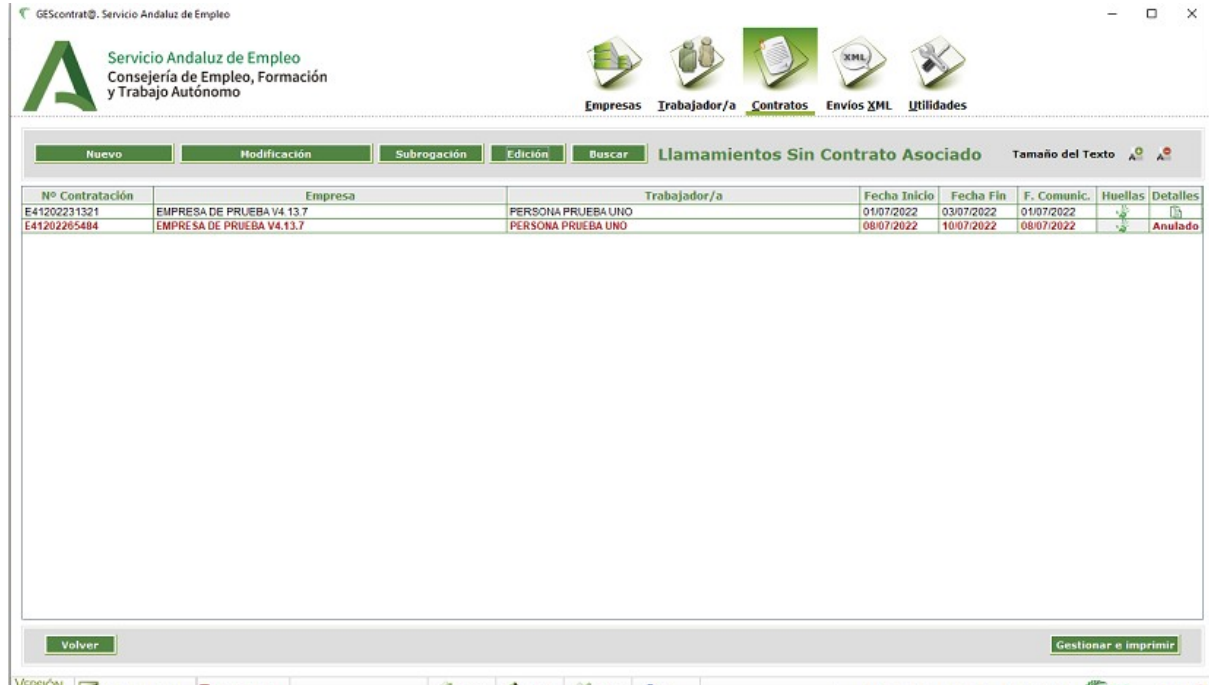 GEScontrat@. Servicio Andaluz de Empleo
Servicio Andaluz de Empleo
Consejería de Empleo, Formación
y Trabajo Autónomo
XML
Empresas Trabajador/a Contratos Envíos XML Utilidades
Nuevo Modificación Subrogación Edición Buscar Llamamientos Sin Contrato Asociado Tamaño del Texto A A
Nº Contratación Empresa Trabajador/a Fecha Inicio Fecha Fin F. Comunic. Huellas Detalles
E41202231321 EMPRESA DE PRUEBA V4.13.7 PERSONA PRUEBA UNO 01/07/2022 03/07/2022 01/07/2022
E41202265484 EMPRESA DE PRUEBA V4.13.7 PERSONA PRUEBA UNO 08/07/2022 10/07/2022 08/07/2022 Anulado
Volver Gestionar e imprimir
VERSIÓN